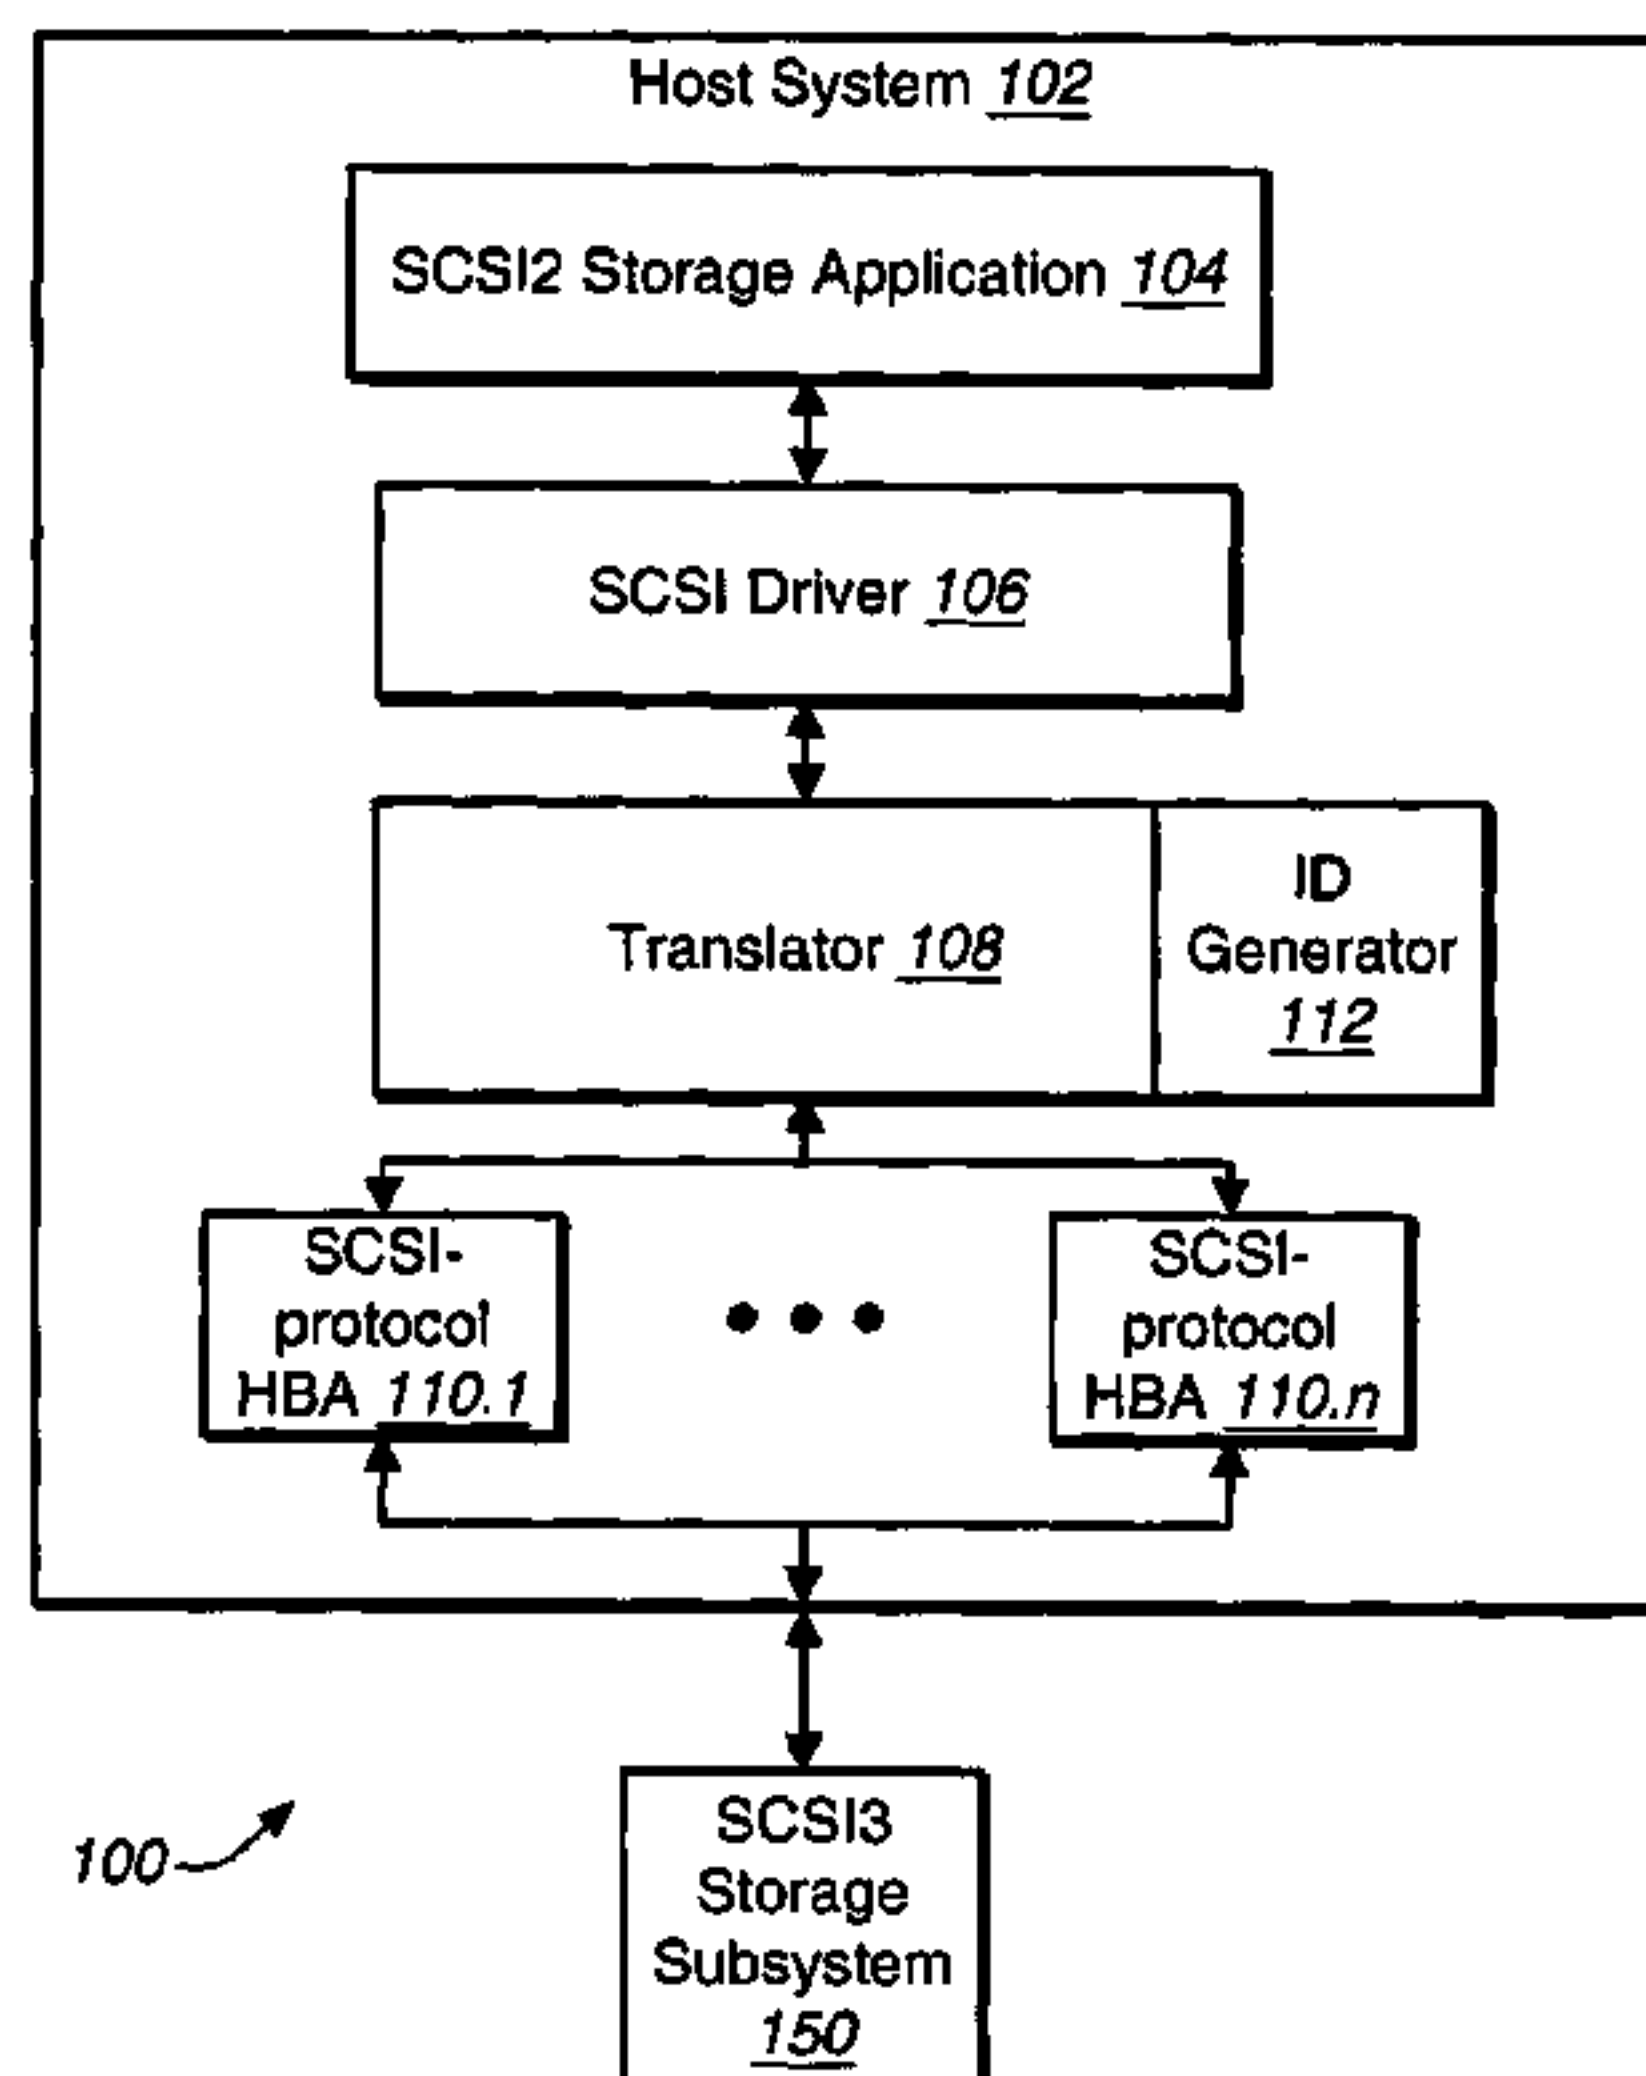 Host System 102
SCSI2 Storage Application 104
SCSI Driver 106
Translator 108
ID
Generator
112
SCSI-
protocol
HBA 110.1
SCSI-
protocol
HBA 110.n
100
SCSI3
Storage
Subsystem
150